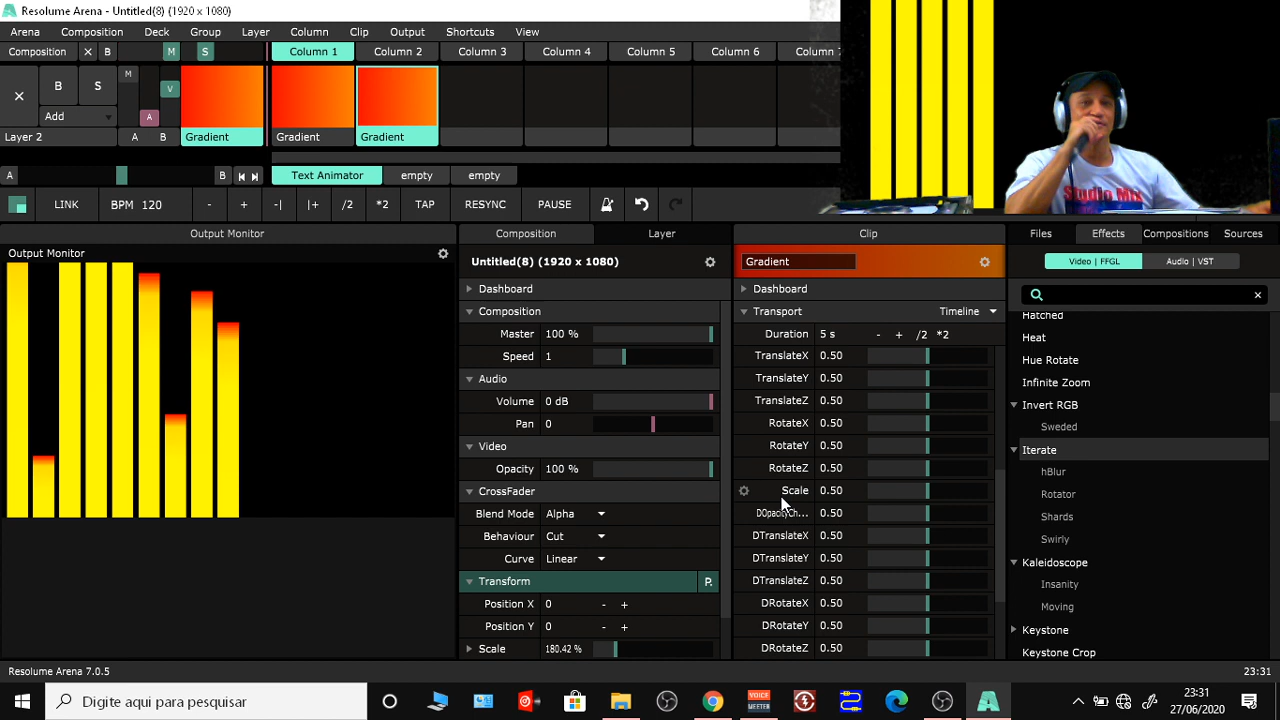 Resolume Arena - Untitled(8) (1920 x 1080)
Arena Composition Deck Group Layer Column Clip Output Shortcuts View
Composition X B M S Column 1 Column 2 Column 3 Column 4 Column 5 Column 6 Column 7
B S M V
Add A
Layer 2 A B Gradient Gradient Gradient
A B Text Animator empty empty
LINK BPM 120 - + -| |+ /2 *2 TAP RESYNC PAUSE
Studio Mix
Output Monitor
Output Monitor
Composition Layer
Untitled(8) (1920 x 1080)
Dashboard
Composition
Master 100 %
Speed 1
Audio
Volume 0 dB
Pan 0
Video
Opacity 100 %
CrossFader
Blend Mode Alpha
Behaviour Cut
Curve Linear
Transform P.
Position X 0 - +
Position Y 0 - +
Scale 180.42 %
Clip
Gradient
Dashboard
Transport Timeline
Duration 5 s - + /2 *2
TranslateX 0.50
TranslateY 0.50
TranslateZ 0.50
RotateX 0.50
RotateY 0.50
RotateZ 0.50
Scale 0.50
DOpacityCh... 0.50
DTranslateX 0.50
DTranslateY 0.50
DTranslateZ 0.50
DRotateX 0.50
DRotateY 0.50
DRotateZ 0.50
Files Effects Compositions Sources
Video | FFGL Audio | VST
Hatched
Heat
Hue Rotate
Infinite Zoom
Invert RGB
Sweded
Iterate
hBlur
Rotator
Shards
Swirly
Kaleidoscope
Insanity
Moving
Keystone
Keystone Crop
Resolume Arena 7.0.5 23:31
Digite aqui para pesquisar
VOICE MEETER
23:31
27/06/2020